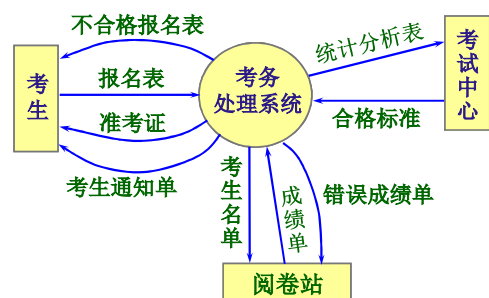 不合格报名表
统计分析表
考试中心
考生
报名表
考务
处理系统
准考证
合格标准
考生通知单
考生名单
成绩单
错误成绩单
阅卷站